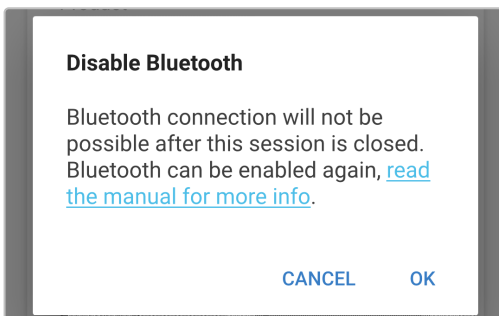 Disable Bluetooth
Bluetooth connection will not be
possible after this session is closed.
Bluetooth can be enabled again, read
the manual for more info.
CANCEL OK